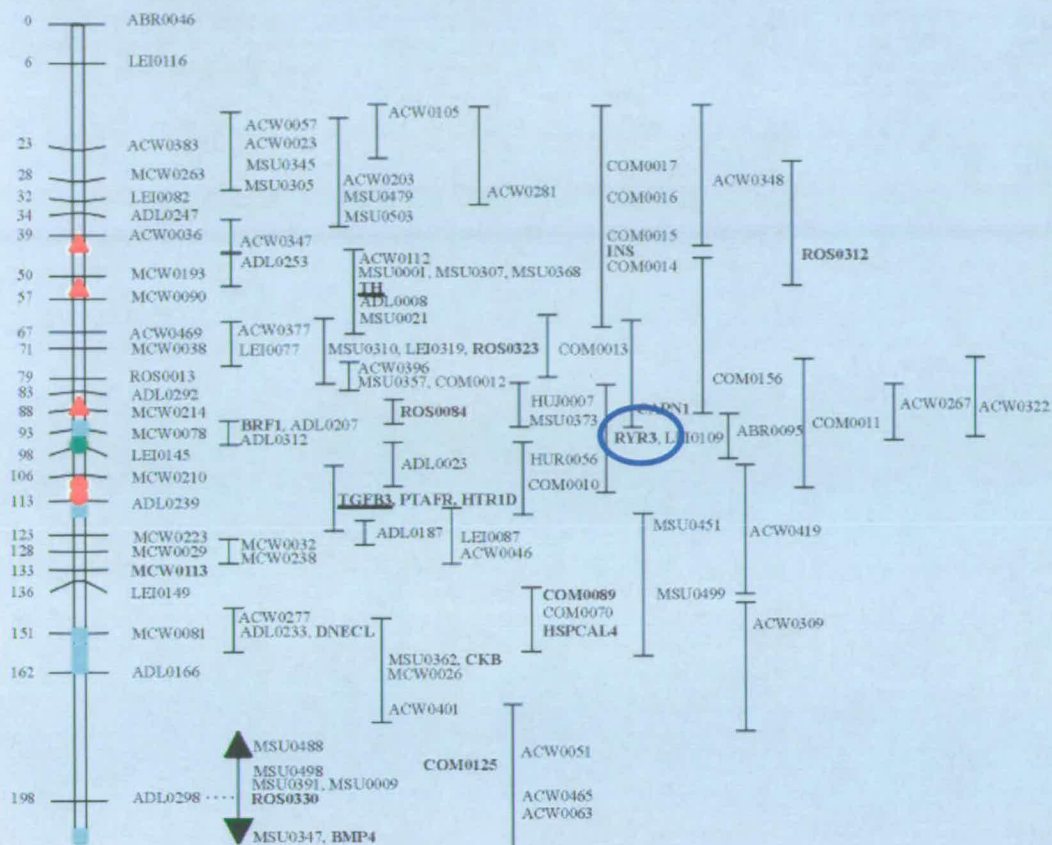 0 ABR0046
6 LEI0116
23 ACW0383
28 MCW0263
32 LEI0082
34 ADL0247
39 ACW0036
50 MCW0193
57 MCW0090
67 ACW0469
71 MCW0038
79 ROS0013
83 ADL0292
88 MCW0214
93 MCW0078
98 LEI0145
106 MCW0210
113 ADL0239
123 MCW0223
128 MCW0029
133 MCW0113
136 LEI0149
151 MCW0081
162 ADL0166
198 ADL0298
ACW0057
ACW0023
MSU0345
MSU0305
ACW0347
ADL0253
ACW0377
LEI0077
BRF1, ADL0207
ADL0312
MCW0032
MCW0238
ACW0277
ADL0233, DNECL
MSU0488
MSU0498
MSU0391, MSU0009
ROS0330
MSU0347, BMP4
ACW0105
ACW0203
MSU0479
MSU0503
ACW0112
MSU0001, MSU0307, MSU0368
TH
ADL0008
MSU0021
MSU0310, LEI0319, ROS0323
ACW0396
MSU0357, COM0012
ROS0084
ADL0023
TGFB3, PTAFR, HTR1D
ADL0187
MSU0362, CKB
MCW0026
ACW0401
ACW0281
LEI0087
ACW0046
COM0013
HUJ0007
MSU0373
HUR0056
COM0010
COM0089
COM0070
HSPCAL4
COM0125
ACW0051
ACW0465
ACW0063
COM0017
COM0016
COM0015
INS
COM0014
CAPN1
RYR3, LEI0109
MSU0451
MSU0499
ACW0348
COM0156
ABR0095
ACW0419
ACW0309
ROS0312
COM0011
ACW0267
ACW0322